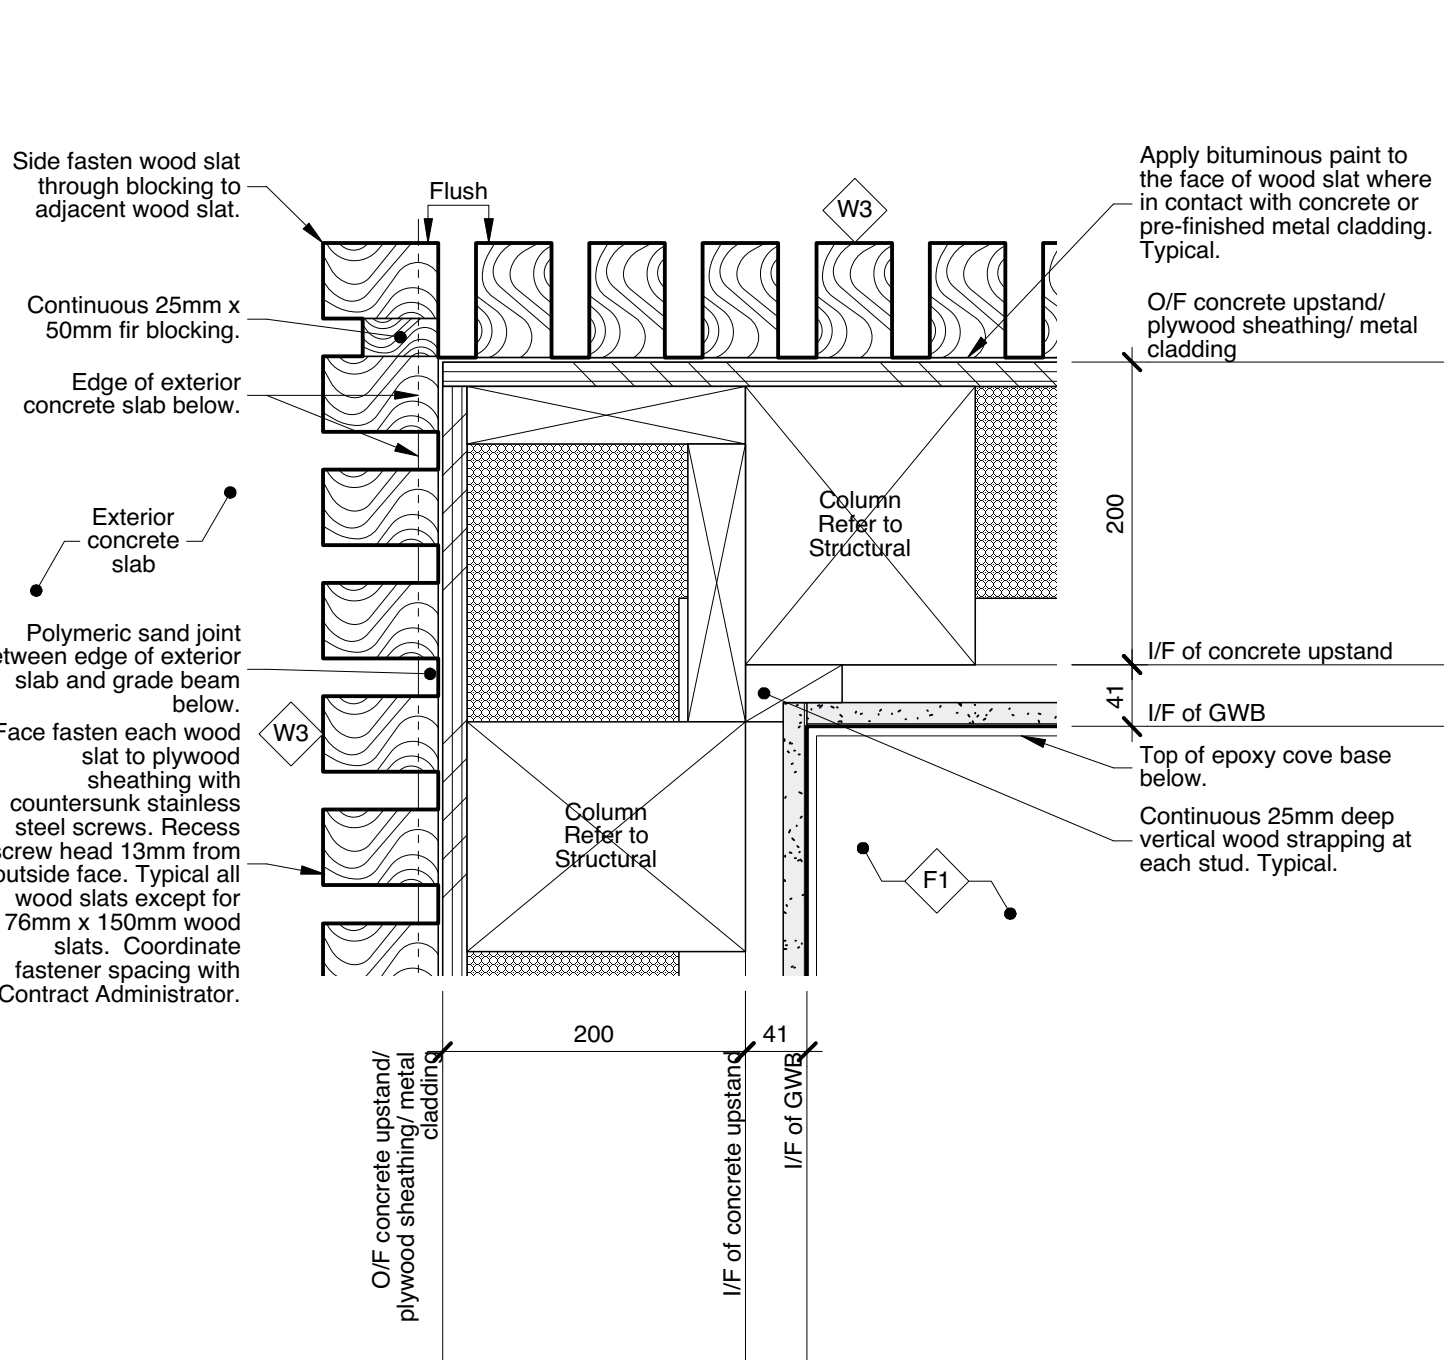 Side fasten wood slat
through blocking to
adjacent wood slat.
Flush
W3
Apply bituminous paint to
the face of wood slat where
in contact with concrete or
pre-finished metal cladding.
Typical.
Continuous 25mm x
50mm fir blocking.
O/F concrete upstand/
plywood sheathing/ metal
cladding
Edge of exterior
concrete slab below.
Exterior
concrete
slab
Column
Refer to
Structural
200
Polymeric sand joint
etween edge of exterior
slab and grade beam
below.
I/F of concrete upstand
41
I/F of GWB
W3
Face fasten each wood
slat to plywood
sheathing with
countersunk stainless
steel screws. Recess
screw head 13mm from
outside face. Typical all
wood slats except for
76mm x 150mm wood
slats.  Coordinate
fastener spacing with
Contract Administrator.
Top of epoxy cove base
below.
Column
Refer to
Structural
Continuous 25mm deep
vertical wood strapping at
each stud. Typical.
F1
200
41
O/F concrete upstand/
plywood sheathing/ metal
cladding
I/F of concrete upstand
I/F of GWB